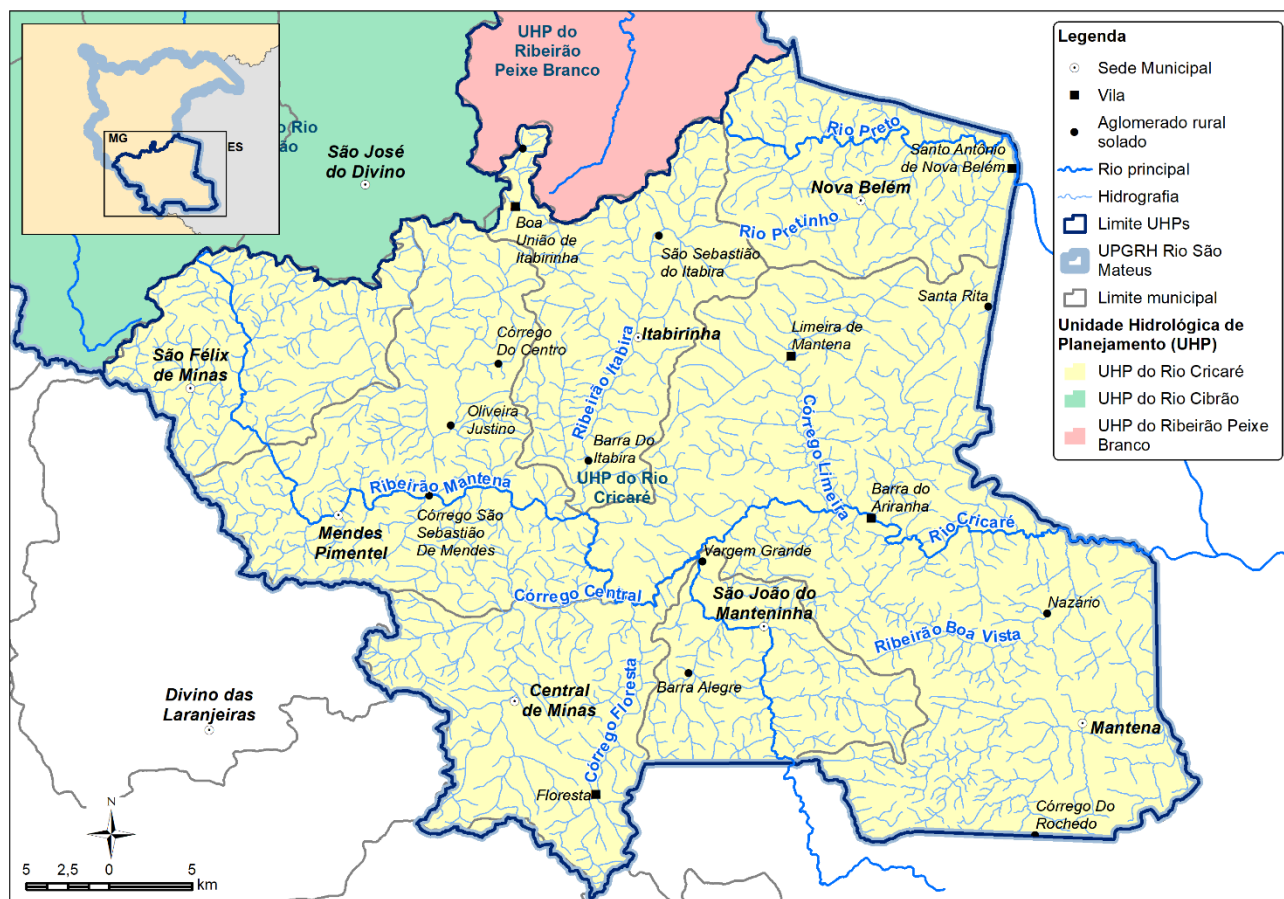 UHP do
Ribeirão
Peixe Branco
MG
ES
o Rio
ão
São José
do Divino
Rio Preto
Santo Antônio
de Nova Belém
Nova Belém
Rio Pretinho
Boa
União de
Itabirinha
São Sebastião
do Itabira
Santa Rita
Córrego
Do Centro
Itabirinha
Limeira de
Mantena
São Félix
de Minas
Ribeirão Itabira
Oliveira
Justino
Barra Do
Itabira
UHP do Rio
Cricaré
Córrego Limeira
Ribeirão Mantena
Barra do
Ariranha
Rio Cricaré
Mendes
Pimentel
Córrego São
Sebastião
De Mendes
Vargem Grande
Córrego Central
São João do
Manteninha
Nazário
Ribeirão Boa Vista
Barra Alegre
Divino das
Laranjeiras
Central
de Minas
Córrego Floresta
Mantena
Floresta
Córrego Do
Rochedo
N
5 2,5 0 5
km
Legenda
Sede Municipal
Vila
Aglomerado rural
solado
Rio principal
Hidrografia
Limite UHPs
UPGRH Rio São
Mateus
Limite municipal
Unidade Hidrológica de
Planejamento (UHP)
UHP do Rio Cricaré
UHP do Rio Cibrão
UHP do Ribeirão Peixe
Branco